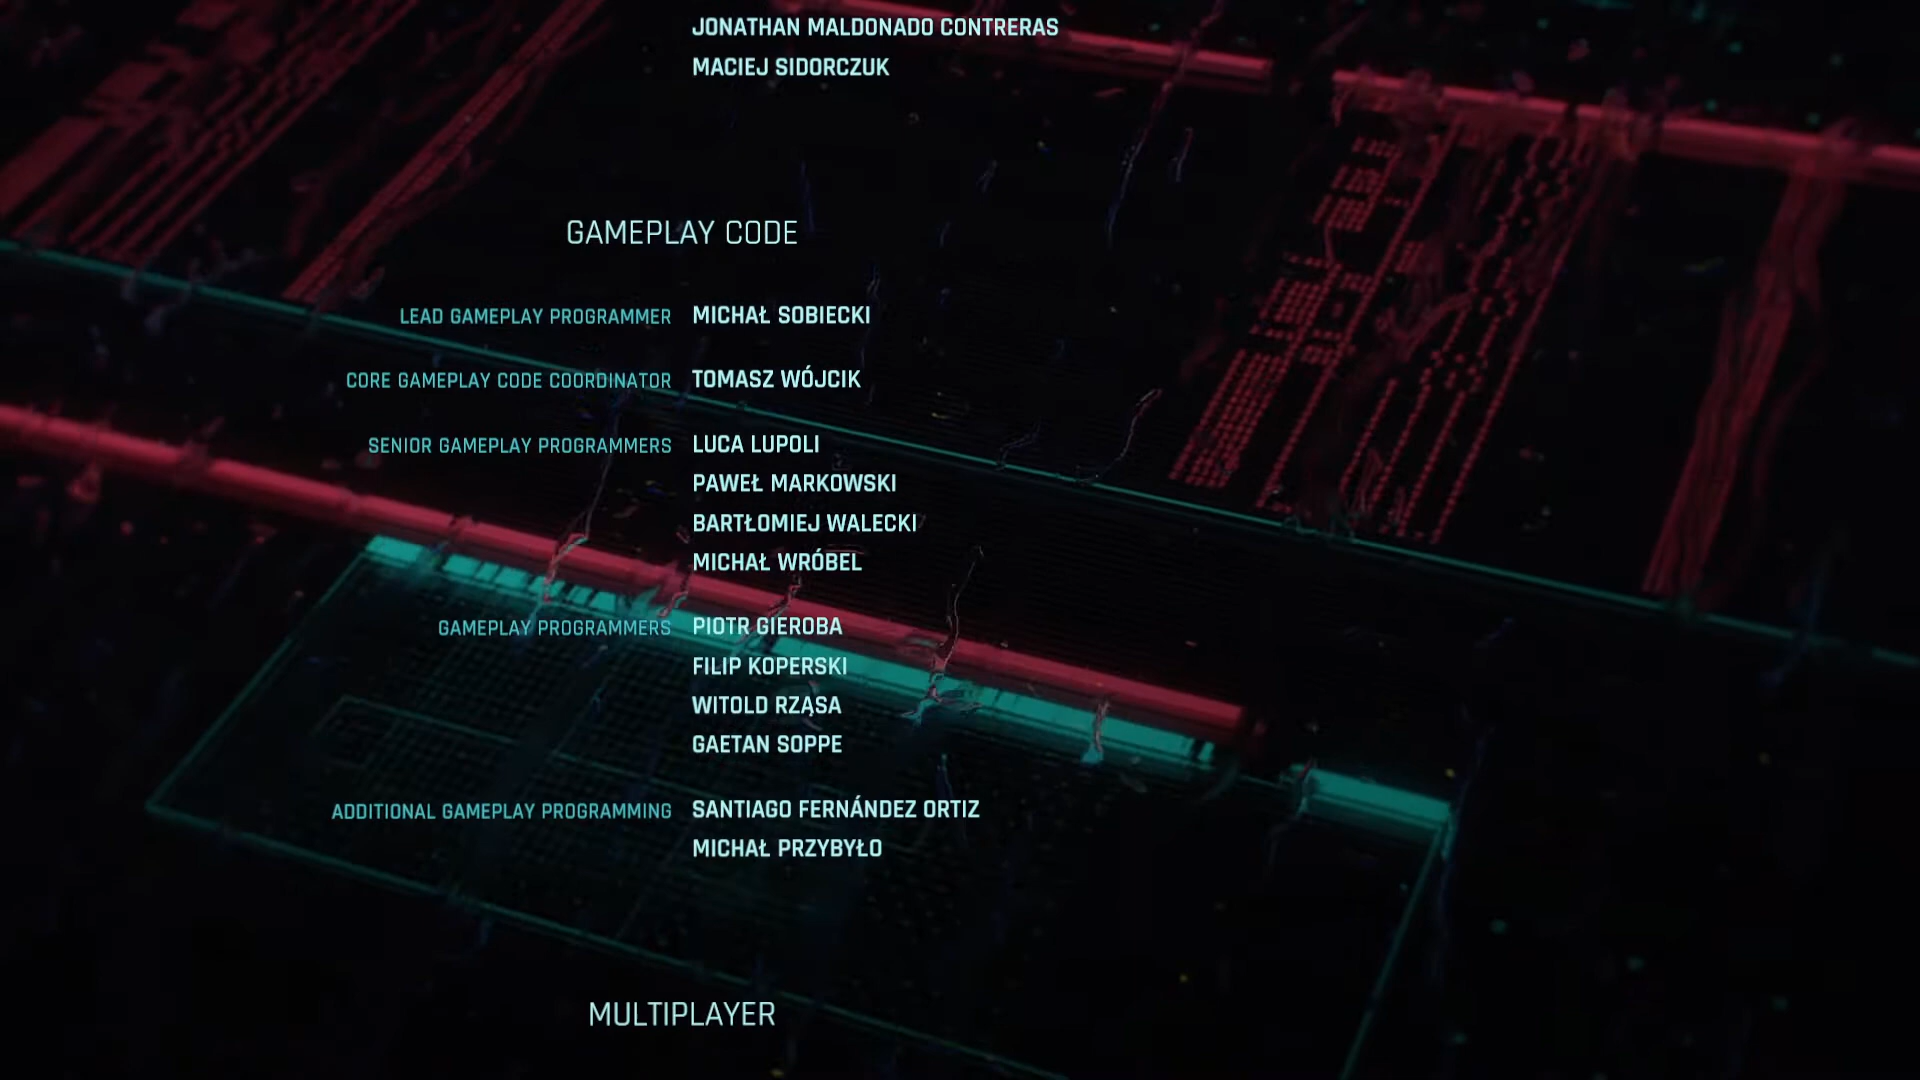 JONATHAN MALDONADO CONTRERAS
MACIEJ SIDORCZUK
GAMEPLAY CODE
LEAD GAMEPLAY PROGRAMMER MICHAŁ SOBIECKI
CORE GAMEPLAY CODE COORDINATOR TOMASZ WÓJCIK
SENIOR GAMEPLAY PROGRAMMERS LUCA LUPOLI
PAWEŁ MARKOWSKI
BARTŁOMIEJ WALECKI
MICHAŁ WRÓBEL
GAMEPLAY PROGRAMMERS PIOTR GIEROBA
FILIP KOPERSKI
WITOLD RZĄSA
GAETAN SOPPE
ADDITIONAL GAMEPLAY PROGRAMMING SANTIAGO FERNÁNDEZ ORTIZ
MICHAŁ PRZYBYŁO
MULTIPLAYER